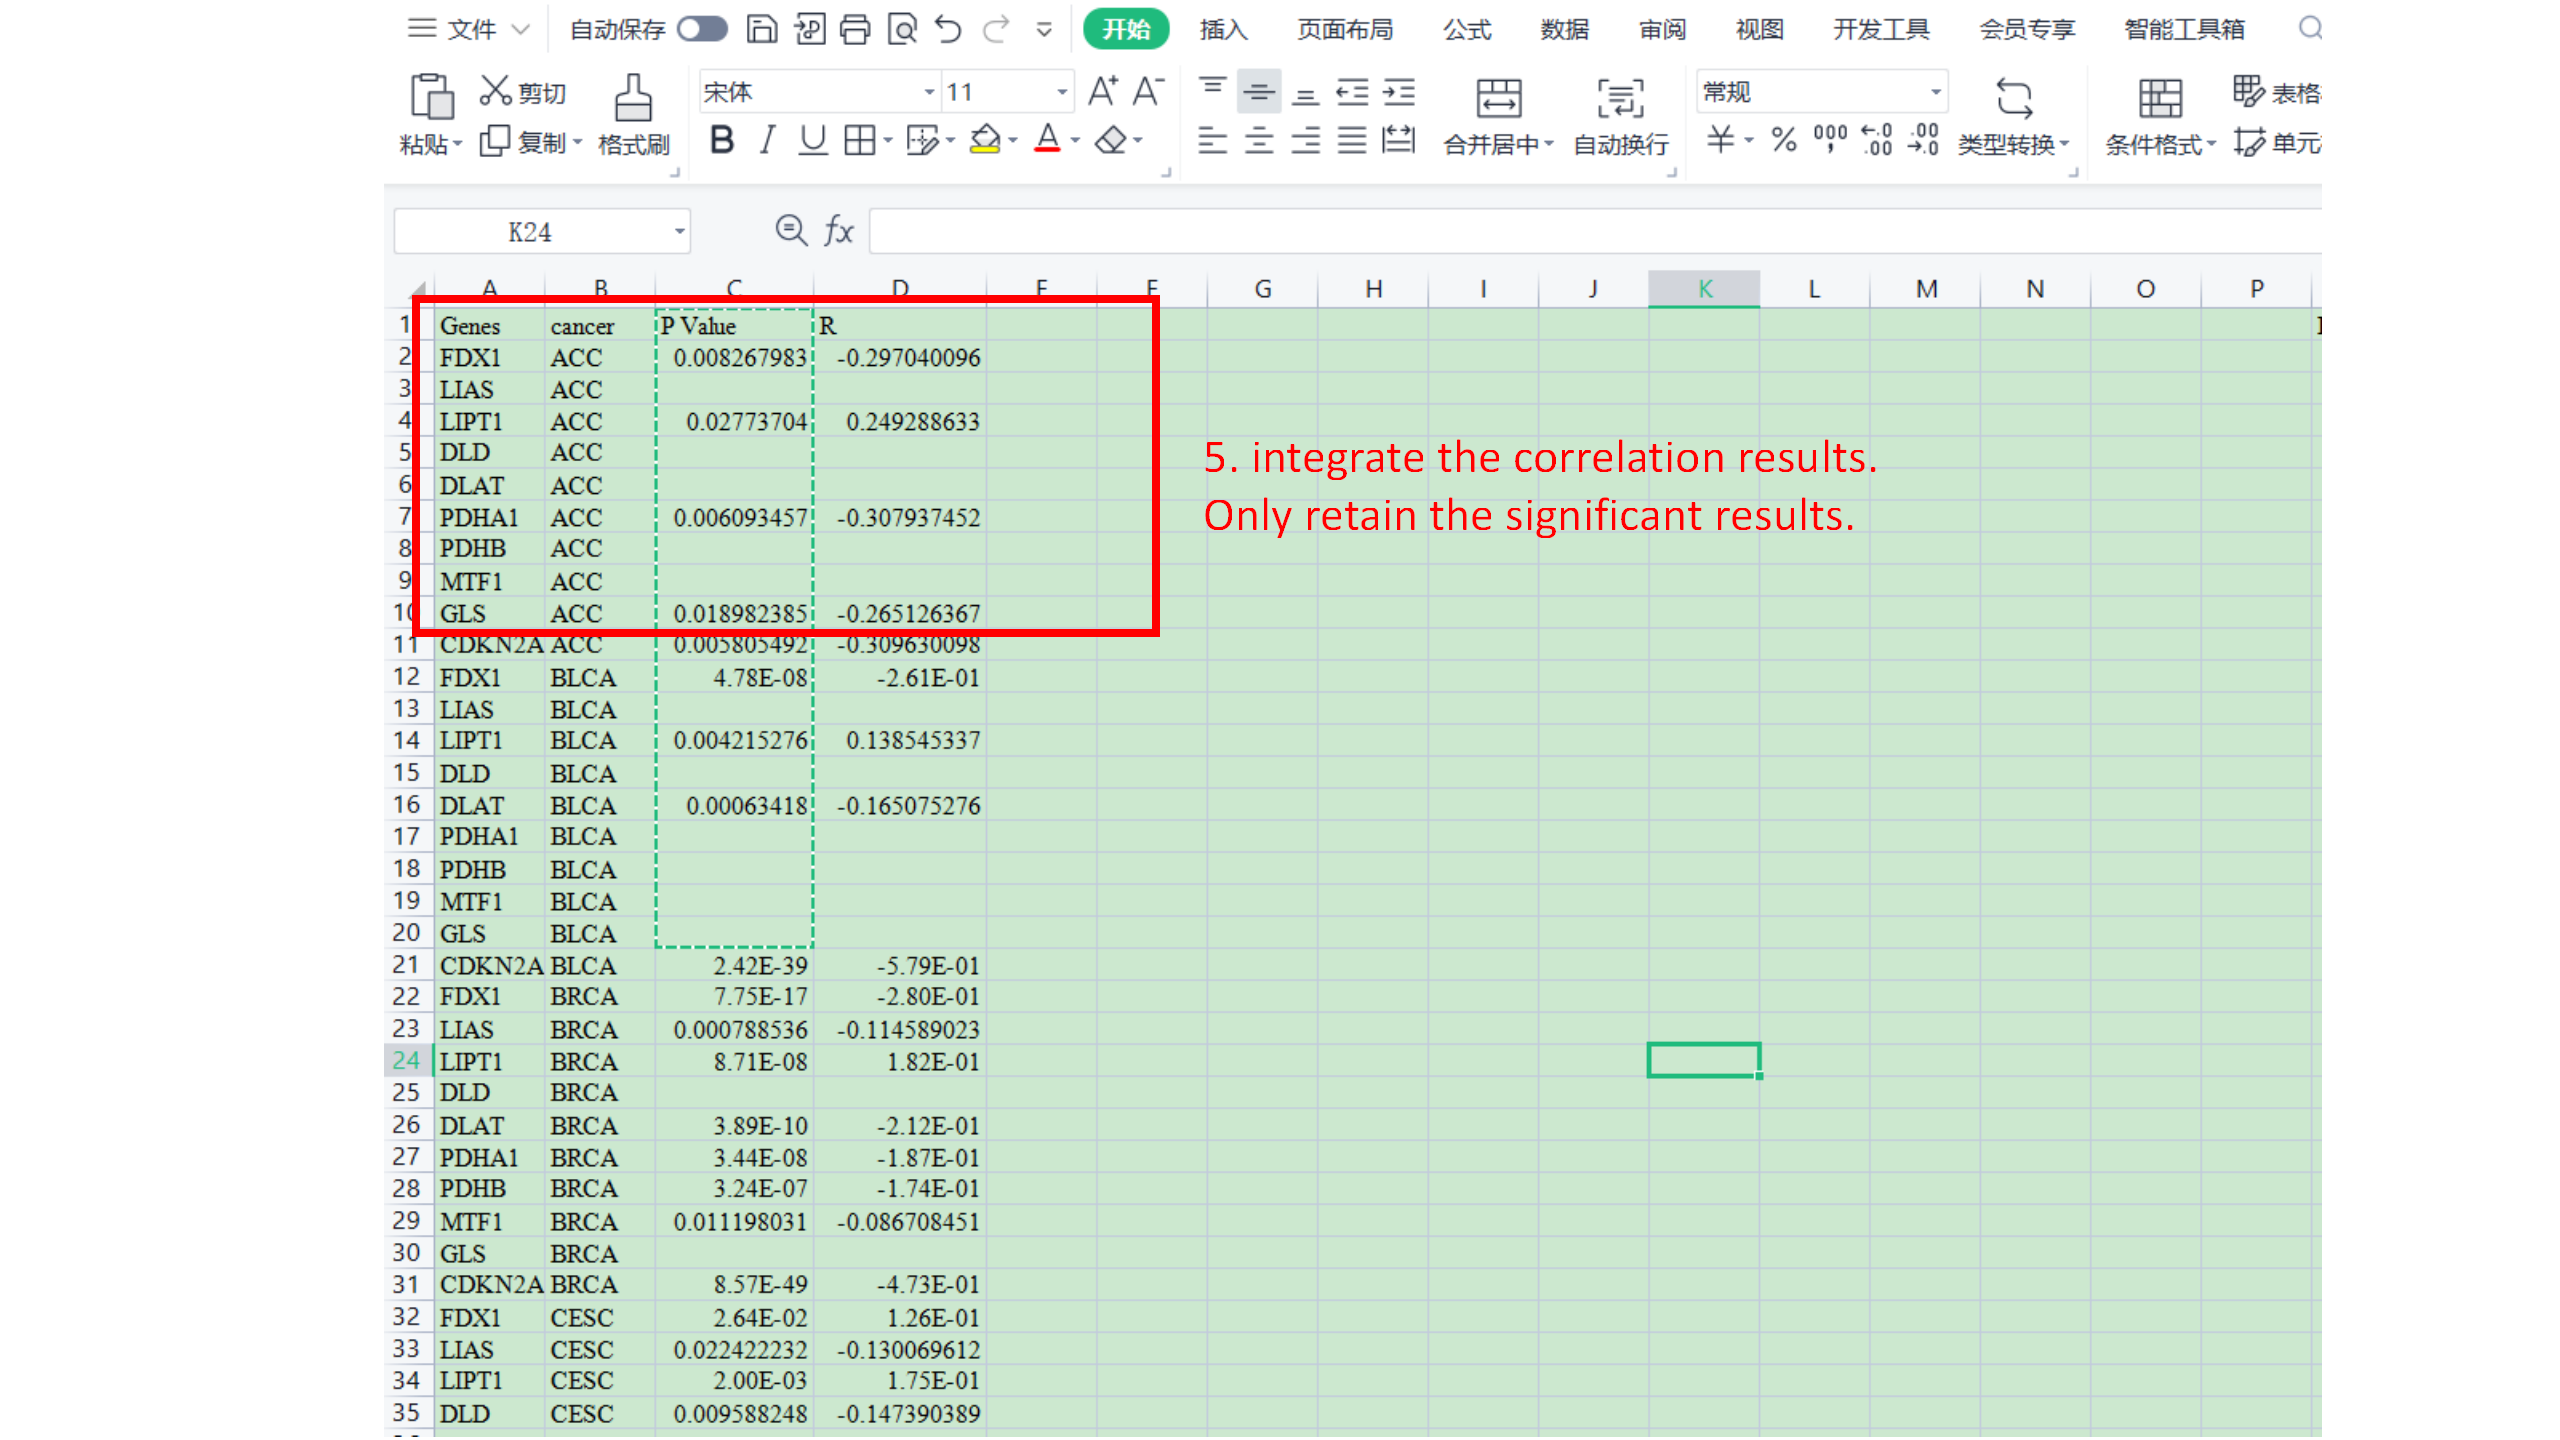 文件 自动保存 开始 插入 页面布局 公式 数据 审阅 视图 开发工具 会员专享 智能工具箱
剪切 宋体 11 A+ A- 常规 表格
粘贴 复制 格式刷 B I U A 合并居中 自动换行 ¥ % 000 ←.0 .00 .00 →.0 类型转换 条件格式 单元
K24 fx
A B C D E F G H I J K L M N O P
1 Genes cancer P Value R
2 FDX1 ACC 0.008267983 -0.297040096
3 LIAS ACC
4 LIPT1 ACC 0.02773704 0.249288633
5 DLD ACC
5. integrate the correlation results.
6 DLAT ACC
7 PDHA1 ACC 0.006093457 -0.307937452
Only retain the significant results.
8 PDHB ACC
9 MTF1 ACC
10 GLS ACC 0.018982385 -0.265126367
11 CDKN2A ACC 0.005805492 -0.309630098
12 FDX1 BLCA 4.78E-08 -2.61E-01
13 LIAS BLCA
14 LIPT1 BLCA 0.004215276 0.138545337
15 DLD BLCA
16 DLAT BLCA 0.00063418 -0.165075276
17 PDHA1 BLCA
18 PDHB BLCA
19 MTF1 BLCA
20 GLS BLCA
21 CDKN2A BLCA 2.42E-39 -5.79E-01
22 FDX1 BRCA 7.75E-17 -2.80E-01
23 LIAS BRCA 0.000788536 -0.114589023
24 LIPT1 BRCA 8.71E-08 1.82E-01
25 DLD BRCA
26 DLAT BRCA 3.89E-10 -2.12E-01
27 PDHA1 BRCA 3.44E-08 -1.87E-01
28 PDHB BRCA 3.24E-07 -1.74E-01
29 MTF1 BRCA 0.011198031 -0.086708451
30 GLS BRCA
31 CDKN2A BRCA 8.57E-49 -4.73E-01
32 FDX1 CESC 2.64E-02 1.26E-01
33 LIAS CESC 0.022422232 -0.130069612
34 LIPT1 CESC 2.00E-03 1.75E-01
35 DLD CESC 0.009588248 -0.147390389